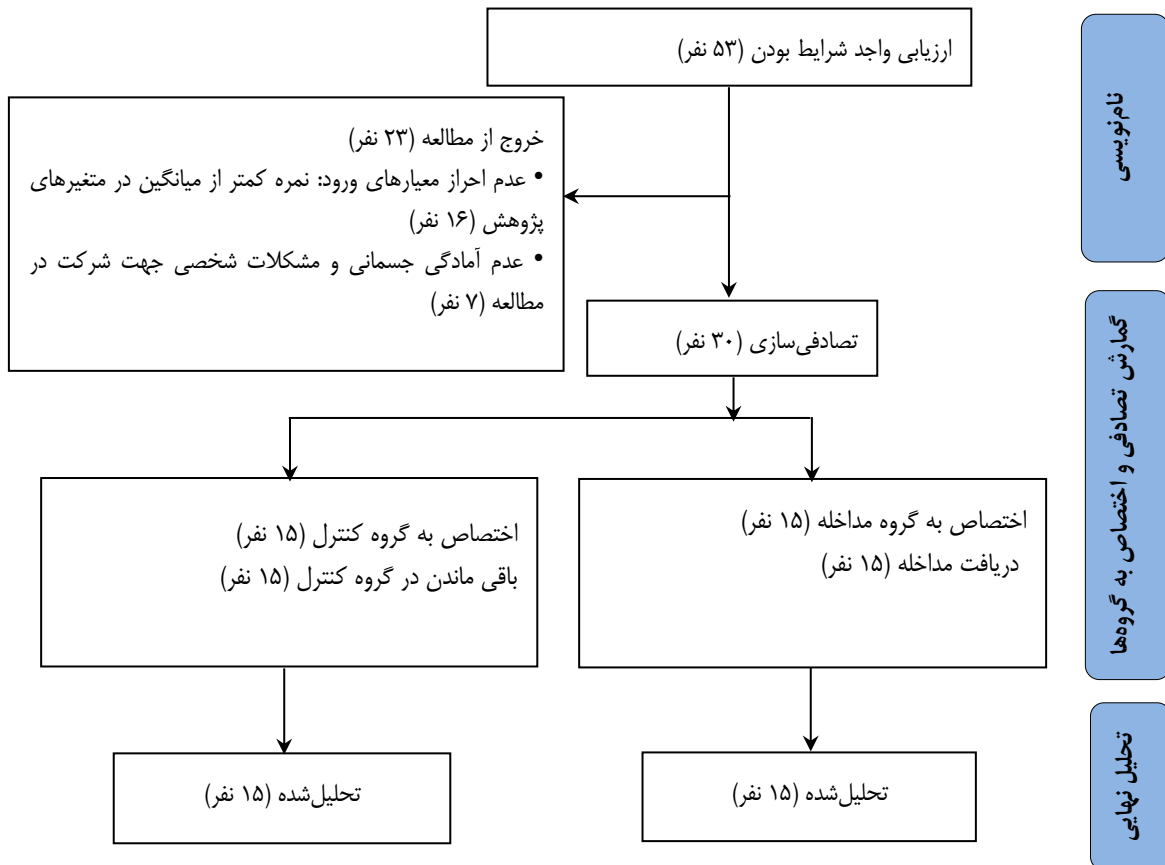 ارزیابی واجد شرایط بودن (۵۳ نفر)
نام‌نویسی
خروج از مطالعه (۲۳ نفر)
• عدم احراز معیارهای ورود: نمره کمتر از میانگین در متغیرهای
پژوهش (۱۶ نفر)
• عدم آمادگی جسمانی و مشکلات شخصی جهت شرکت در
مطالعه (۷ نفر)
تصادفی‌سازی (۳۰ نفر)
گمارش تصادفی و اختصاص به گروه‌ها
اختصاص به گروه مداخله (۱۵ نفر)
دریافت مداخله (۱۵ نفر)
اختصاص به گروه کنترل (۱۵ نفر)
باقی ماندن در گروه کنترل (۱۵ نفر)
تحلیل نهایی
تحلیل‌شده (۱۵ نفر)
تحلیل‌شده (۱۵ نفر)